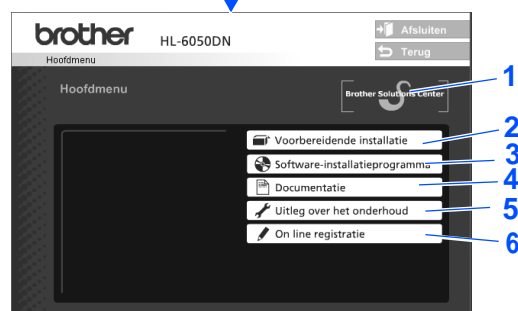 brother
HL-6050DN
Afsluiten
Terug
Hoofdmenu
Hoofdmenu
Brother Solutions Center
1
Voorbereidende installatie
2
Software-installatieprogramma
3
Documentatie
4
Uitleg over het onderhoud
5
On line registratie
6